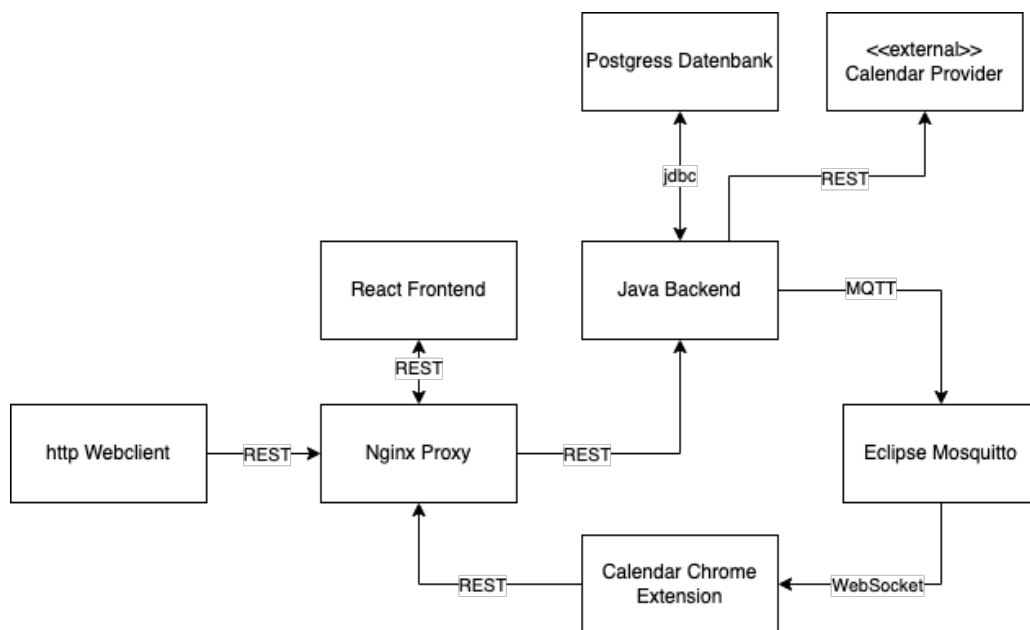 Postgress Datenbank
<<external>>
Calendar Provider
jdbc
REST
React Frontend
Java Backend
MQTT
REST
http Webclient
REST
Nginx Proxy
REST
Eclipse Mosquitto
REST
Calendar Chrome
Extension
WebSocket